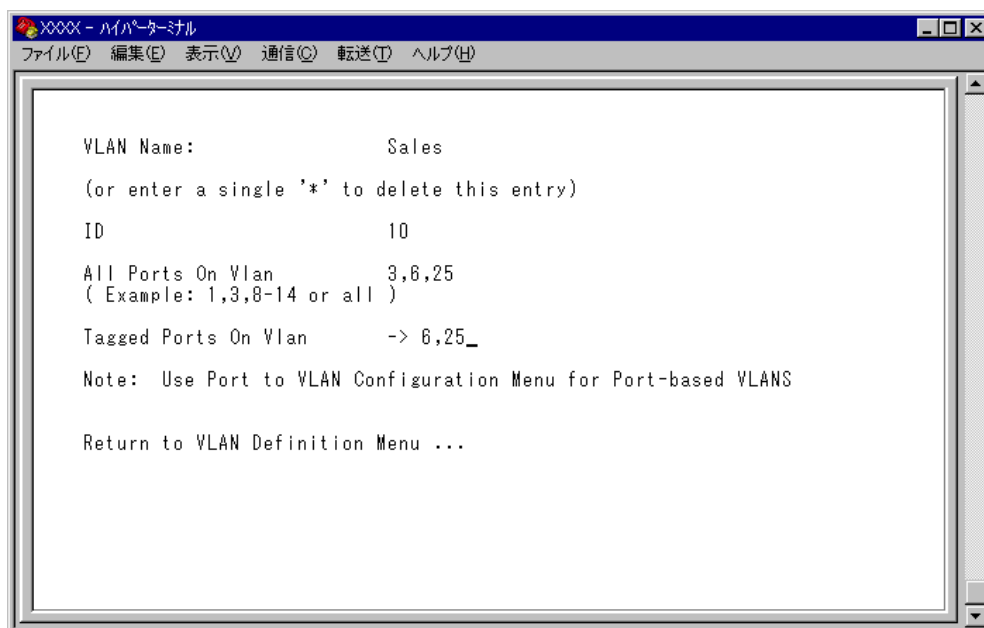 XXXX - ハイパーターミナル
ファイル(F) 編集(E) 表示(V) 通信(C) 転送(T) ヘルプ(H)
VLAN Name: Sales
(or enter a single '*' to delete this entry)
ID 10
All Ports On Vlan 3,6,25
( Example: 1,3,8-14 or all )
Tagged Ports On Vlan -> 6,25_
Note: Use Port to VLAN Configuration Menu for Port-based VLANS
Return to VLAN Definition Menu ...